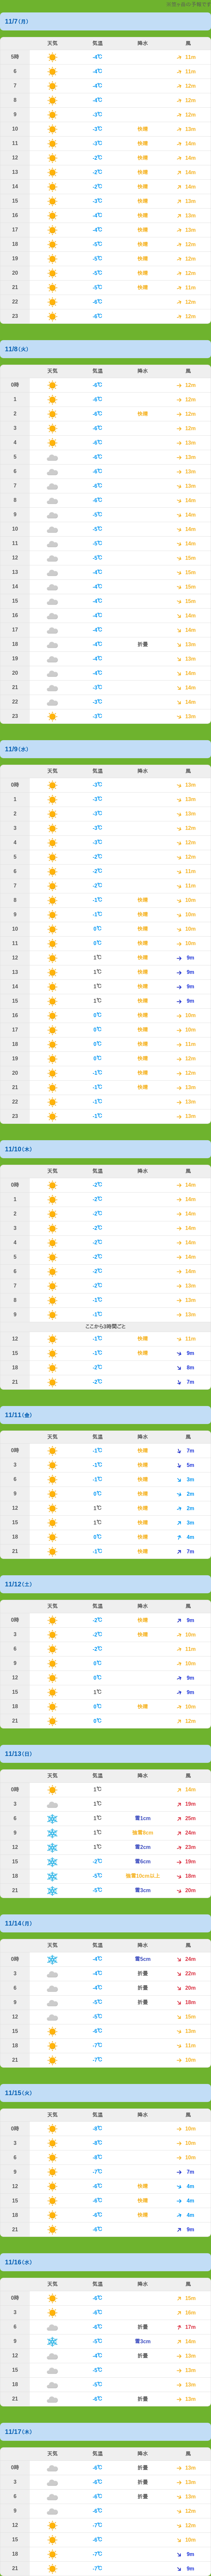 11/7(月)
天気 気温 降水 風
5時 -4℃ 11m
6 -4℃ 11m
7 -4℃ 12m
8 -4℃ 12m
9 -3℃ 12m
10 -3℃ 快晴 13m
11 -3℃ 快晴 14m
12 -2℃ 快晴 14m
13 -2℃ 快晴 14m
14 -2℃ 快晴 14m
15 -3℃ 快晴 13m
16 -4℃ 快晴 13m
17 -4℃ 快晴 13m
18 -5℃ 快晴 12m
19 -5℃ 快晴 12m
20 -5℃ 快晴 12m
21 -5℃ 快晴 11m
22 -6℃ 12m
23 -6℃ 12m
11/8(火)
天気 気温 降水 風
0時 -6℃ 12m
1 -6℃ 12m
2 -6℃ 快晴 12m
3 -6℃ 12m
4 -6℃ 13m
5 -6℃ 13m
6 -6℃ 13m
7 -6℃ 13m
8 -6℃ 14m
9 -5℃ 14m
10 -5℃ 14m
11 -5℃ 14m
12 -5℃ 15m
13 -4℃ 15m
14 -4℃ 15m
15 -4℃ 15m
16 -4℃ 14m
17 -4℃ 14m
18 -4℃ 折曇 13m
19 -4℃ 13m
20 -4℃ 14m
21 -3℃ 14m
22 -3℃ 14m
23 -3℃ 13m
11/9(水)
天気 気温 降水 風
0時 -3℃ 13m
1 -3℃ 13m
2 -3℃ 13m
3 -3℃ 12m
4 -3℃ 12m
5 -2℃ 12m
6 -2℃ 11m
7 -2℃ 11m
8 -1℃ 快晴 10m
9 -1℃ 快晴 10m
10 0℃ 快晴 10m
11 0℃ 快晴 10m
12 1℃ 快晴 9m
13 1℃ 快晴 9m
14 1℃ 快晴 9m
15 1℃ 快晴 9m
16 0℃ 快晴 10m
17 0℃ 快晴 10m
18 0℃ 快晴 11m
19 0℃ 快晴 12m
20 -1℃ 快晴 12m
21 -1℃ 快晴 13m
22 -1℃ 13m
23 -1℃ 13m
11/10(木)
天気 気温 降水 風
0時 -2℃ 14m
1 -2℃ 14m
2 -2℃ 14m
3 -2℃ 14m
4 -2℃ 14m
5 -2℃ 14m
6 -2℃ 14m
7 -2℃ 13m
8 -1℃ 13m
9 -1℃ 13m
ここから3時間ごと
12 -1℃ 快晴 11m
15 -1℃ 快晴 9m
18 -2℃ 8m
21 -2℃ 7m
11/11(金)
天気 気温 降水 風
0時 -1℃ 快晴 7m
3 -1℃ 快晴 5m
6 -1℃ 快晴 3m
9 0℃ 快晴 2m
12 1℃ 快晴 2m
15 1℃ 快晴 3m
18 0℃ 快晴 4m
21 -1℃ 快晴 7m
11/12(土)
天気 気温 降水 風
0時 -2℃ 快晴 9m
3 -2℃ 快晴 10m
6 -2℃ 11m
9 0℃ 10m
12 0℃ 9m
15 1℃ 9m
18 0℃ 快晴 10m
21 0℃ 12m
11/13(日)
天気 気温 降水 風
0時 1℃ 14m
3 1℃ 19m
6 1℃ 雪1cm 25m
9 1℃ 24m
12 1℃ 雪2cm 23m
15 -2℃ 雪6cm 19m
18 -5℃ 強雪10cm以上 18m
21 -5℃ 雪3cm 20m
11/14(月)
天気 気温 降水 風
0時 -4℃ 雪5cm 24m
3 -4℃ 折曇 22m
6 -4℃ 折曇 20m
9 -5℃ 折曇 18m
12 -5℃ 15m
15 -6℃ 13m
18 -7℃ 11m
21 -7℃ 10m
11/15(火)
天気 気温 降水 風
0時 -8℃ 10m
3 -8℃ 10m
6 -8℃ 10m
9 -7℃ 7m
12 -6℃ 快晴 4m
15 -6℃ 快晴 4m
18 -6℃ 快晴 4m
21 -6℃ 9m
11/16(水)
天気 気温 降水 風
0時 -6℃ 15m
3 -6℃ 16m
6 -6℃ 折曇 17m
9 -5℃ 雪3cm 14m
12 -4℃ 折曇 13m
15 -5℃ 13m
18 -5℃ 13m
21 -6℃ 折曇 13m
11/17(木)
天気 気温 降水 風
0時 -6℃ 折曇 13m
3 -6℃ 折曇 13m
6 -6℃ 折曇 13m
9 -6℃ 12m
12 -7℃ 12m
15 -6℃ 10m
18 -7℃ 9m
21 -7℃ 9m